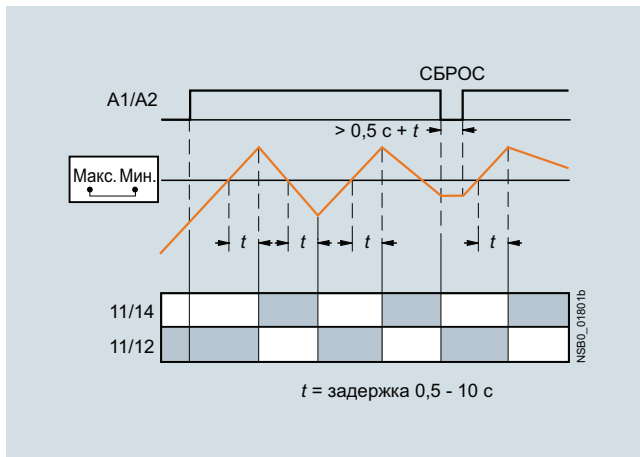 СБРОС
A1/A2
> 0,5 с + t
Макс. Мин.
t
t
t
t
11/14
11/12
NSB0_01801b
t = задержка 0,5 - 10 с